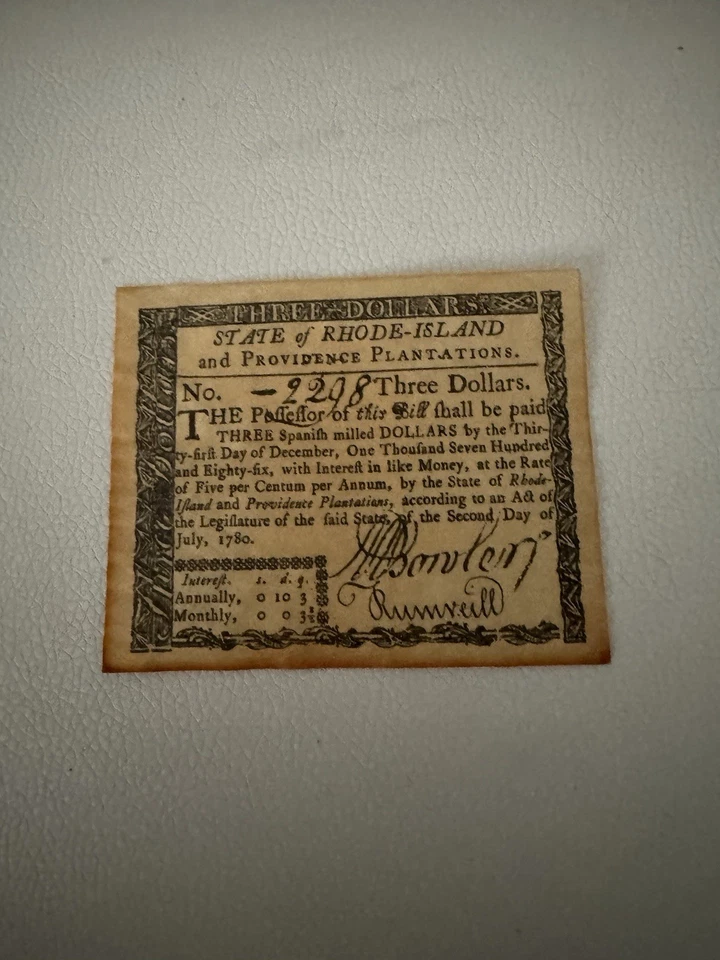 THREE DOLLARS.
STATE of RHODE-ISLAND
and PROVIDENCE PLANTATIONS.
No. 2298 Three Dollars.
THE Poſſeſſor of this Bill ſhall be paid
THREE Spaniſh milled DOLLARS by the Thir-
ty-firſt Day of December, One Thouſand Seven Hundred
and Eighty-ſix, with Intereſt in like Money, at the Rate
of Five per Centum per Annum, by the State of Rhode-
Iſland and Providence Plantations, according to an Act of
the Legiſlature of the ſaid State, of the Second Day of
July, 1780.
Intereſt. s. d. q.
Annually, 0 10 3
Monthly, 0 0 3½
Bowler
Rumreill